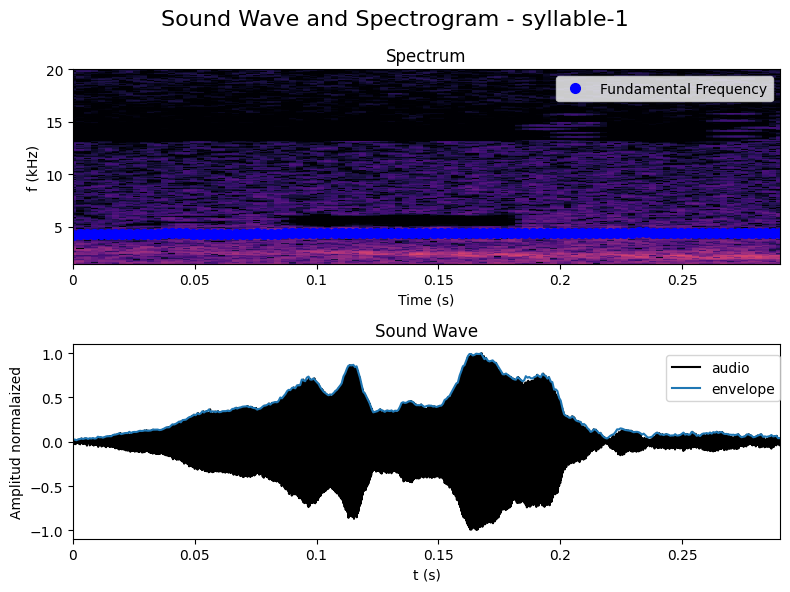 Sound Wave and Spectrogram - syllable-1
Spectrum
Fundamental Frequency
f (kHz)
20
15
10
5
0 0.05 0.1 0.15 0.2 0.25
Time (s)
Sound Wave
audio
envelope
Amplitud normalaized
1.0
0.5
0.0
−0.5
−1.0
0 0.05 0.1 0.15 0.2 0.25
t (s)